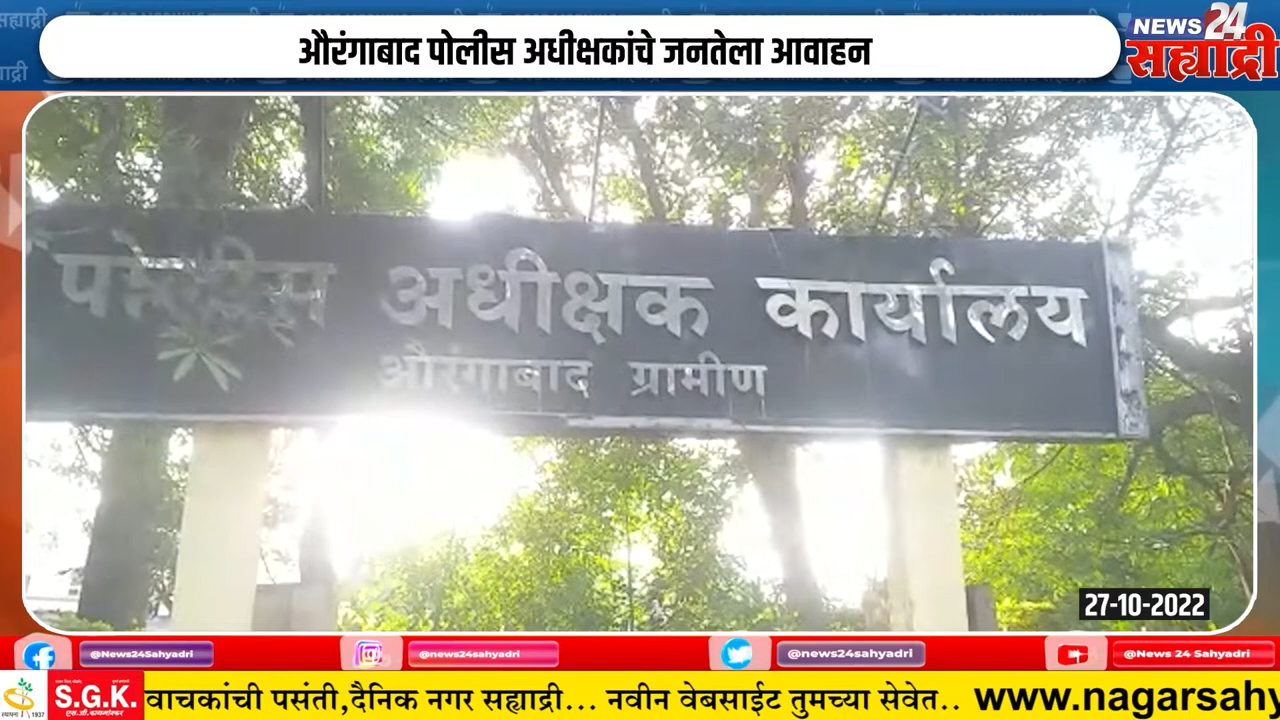 औरंगाबाद पोलीस अधीक्षकांचे जनतेला आवाहन
NEWS 24
सह्याद्री
पोलीस अधीक्षक कार्यालय
औरंगाबाद ग्रामीण
27-10-2022
@News24Sahyadri
@news24sahyadri
@news24sahyadri
@News 24 Sahyadri
1937
S.G.K.
वाचकांची पसंती,दैनिक नगर सह्याद्री... नवीन वेबसाईट तुमच्या सेवेत.. www.nagarsahy